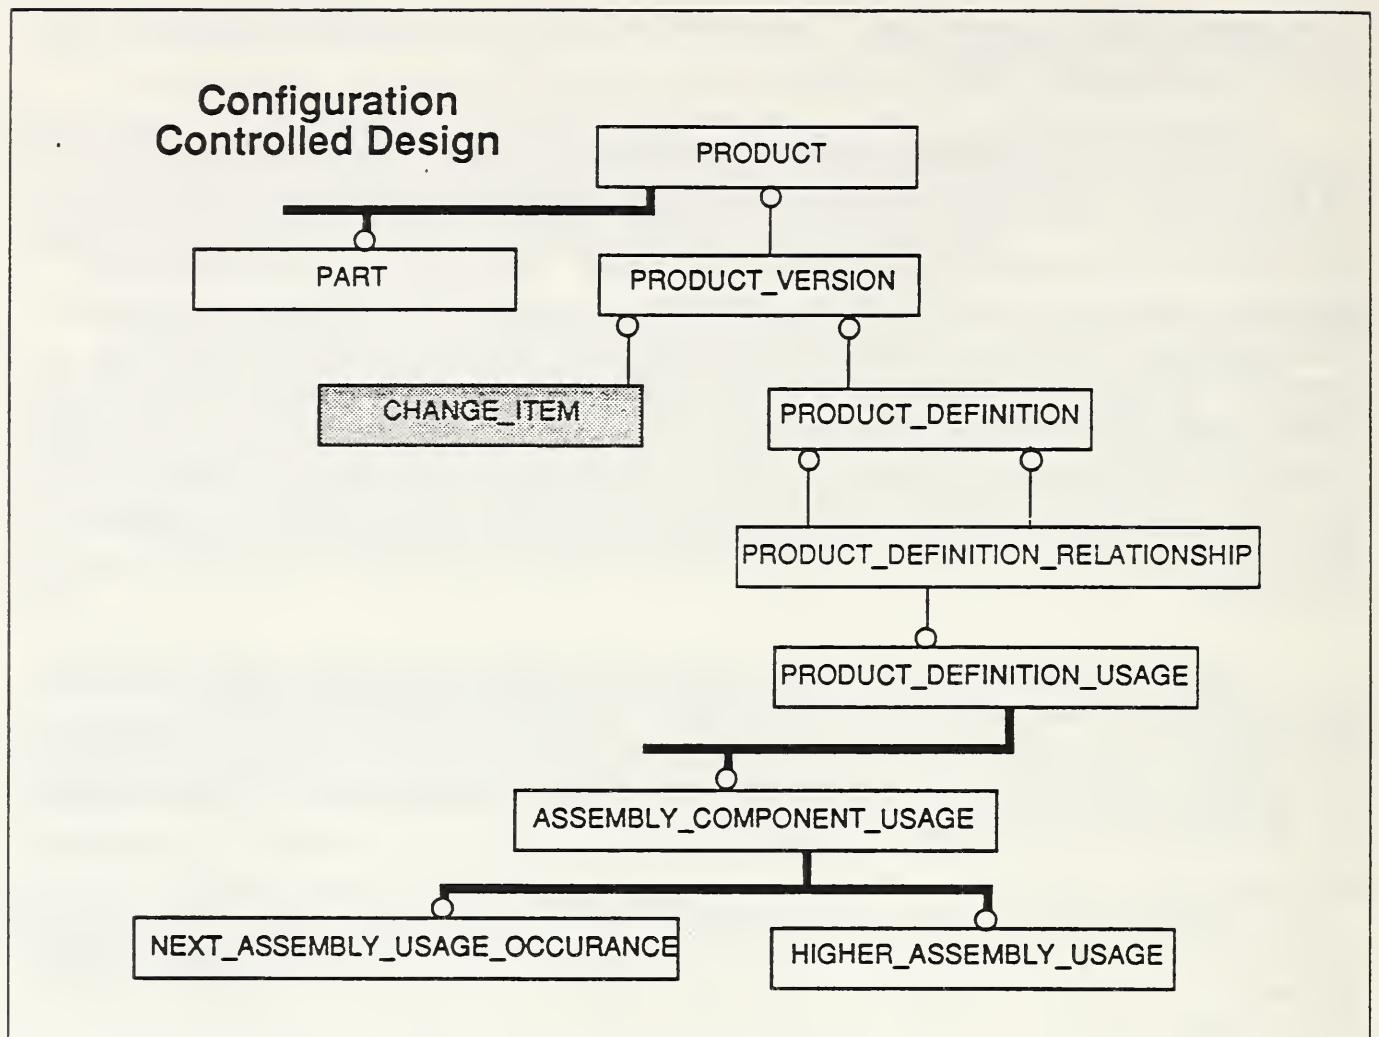 Configuration
Controlled Design
PRODUCT
PART
PRODUCT_VERSION
CHANGE_ITEM
PRODUCT_DEFINITION
PRODUCT_DEFINITION_RELATIONSHIP
PRODUCT_DEFINITION_USAGE
ASSEMBLY_COMPONENT_USAGE
NEXT_ASSEMBLY_USAGE_OCCURANCE
HIGHER_ASSEMBLY_USAGE